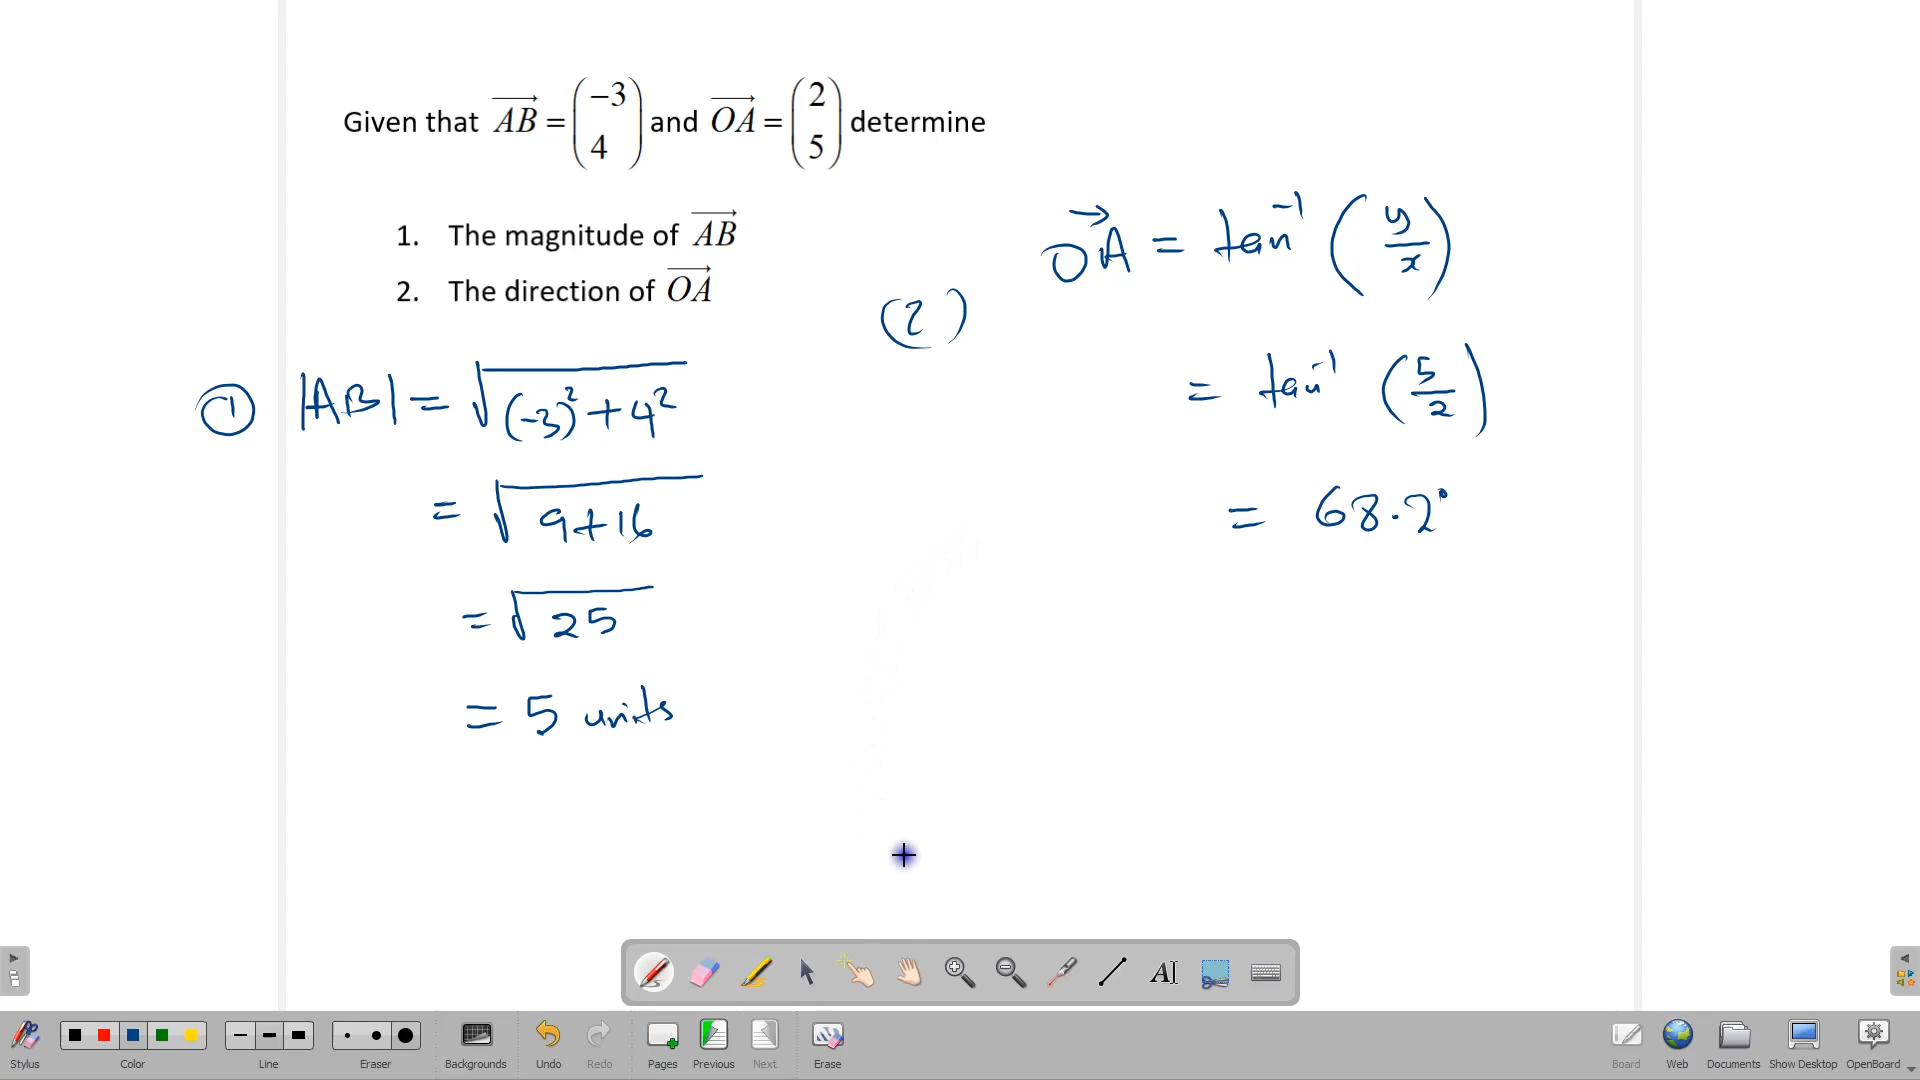 Given that AB⃗ = (−3 4) and OA⃗ = (2 5) determine
1. The magnitude of AB⃗
2. The direction of OA⃗
① |AB| = √((-3)² + 4²)
= √(9+16)
= √25
= 5 units
(2)
OA⃗ = tan⁻¹ (y/x)
= tan⁻¹ (5/2)
= 68.2°
Stylus
Color
Line
Eraser
Backgrounds
Undo
Redo
Pages
Previous
Next
Erase
Board
Web
Documents
Show Desktop
OpenBoard